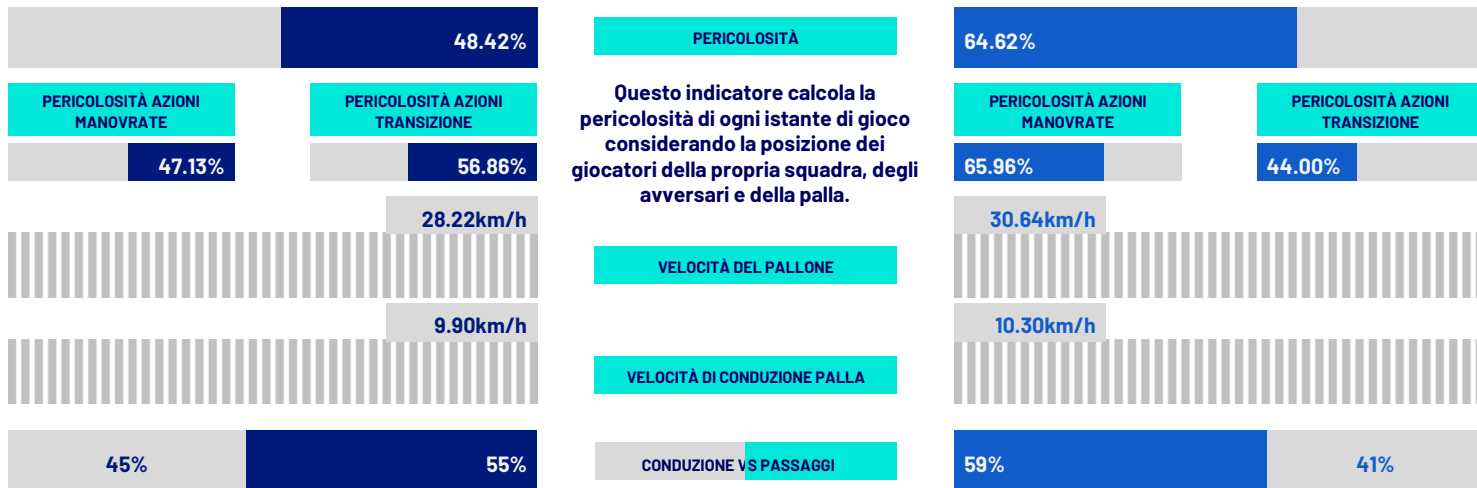 48.42%
PERICOLOSITÀ
64.62%
PERICOLOSITÀ AZIONI
MANOVRATE
PERICOLOSITÀ AZIONI
TRANSIZIONE
47.13%
56.86%
Questo indicatore calcola la
pericolosità di ogni istante di gioco
considerando la posizione dei
giocatori della propria squadra, degli
avversari e della palla.
PERICOLOSITÀ AZIONI
MANOVRATE
PERICOLOSITÀ AZIONI
TRANSIZIONE
65.96%
44.00%
28.22km/h
30.64km/h
VELOCITÀ DEL PALLONE
9.90km/h
10.30km/h
VELOCITÀ DI CONDUZIONE PALLA
45%
55%
CONDUZIONE VS PASSAGGI
59%
41%